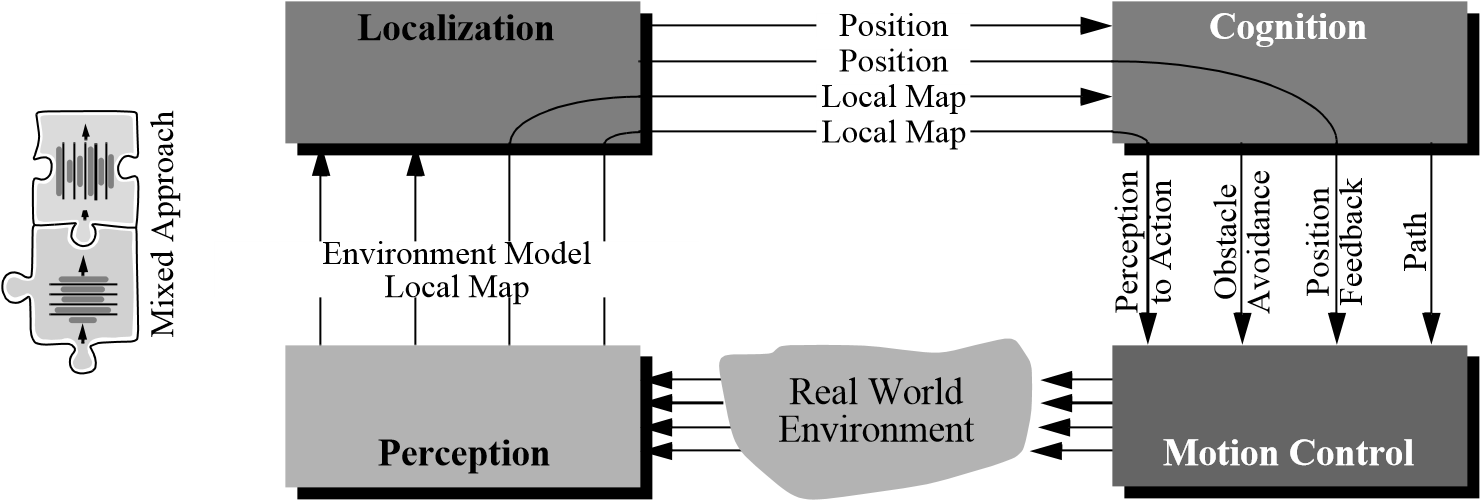 Localization
Position
Position
Local Map
Local Map
Cognition
Mixed Approach
Environment Model
Local Map
Perception
to Action
Obstacle
Avoidance
Position
Feedback
Path
Perception
Real World
Environment
Motion Control